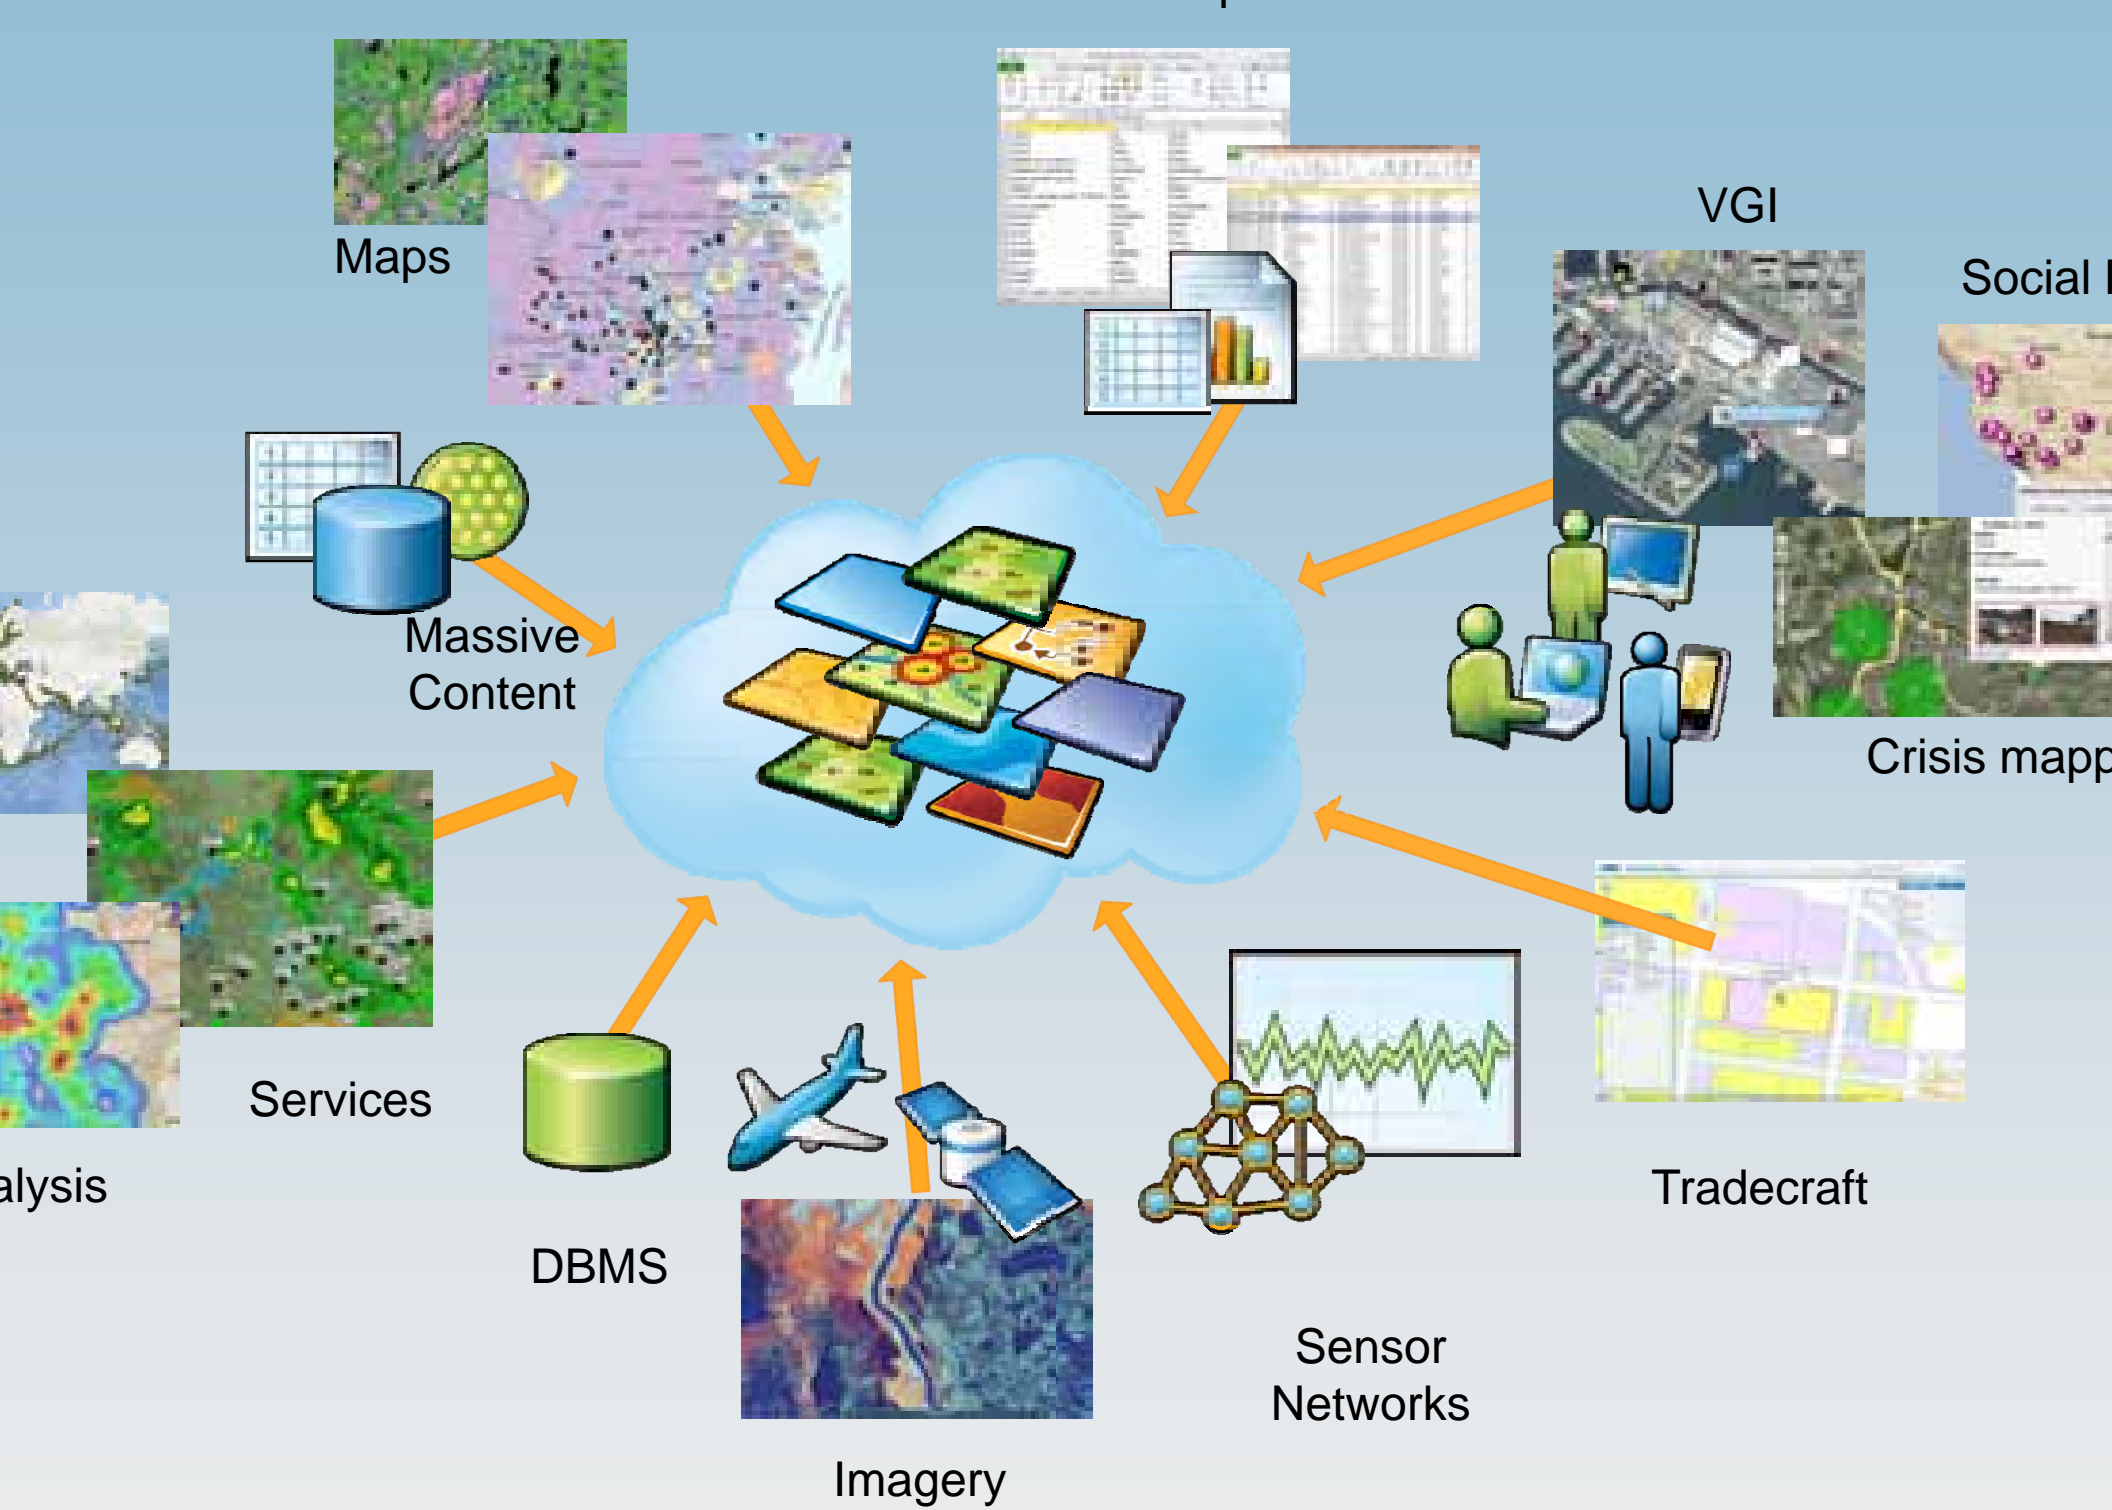 VGI
Maps
Social
Massive
Content
Crisis mapp
Services
alysis
Tradecraft
DBMS
Sensor
Networks
Imagery